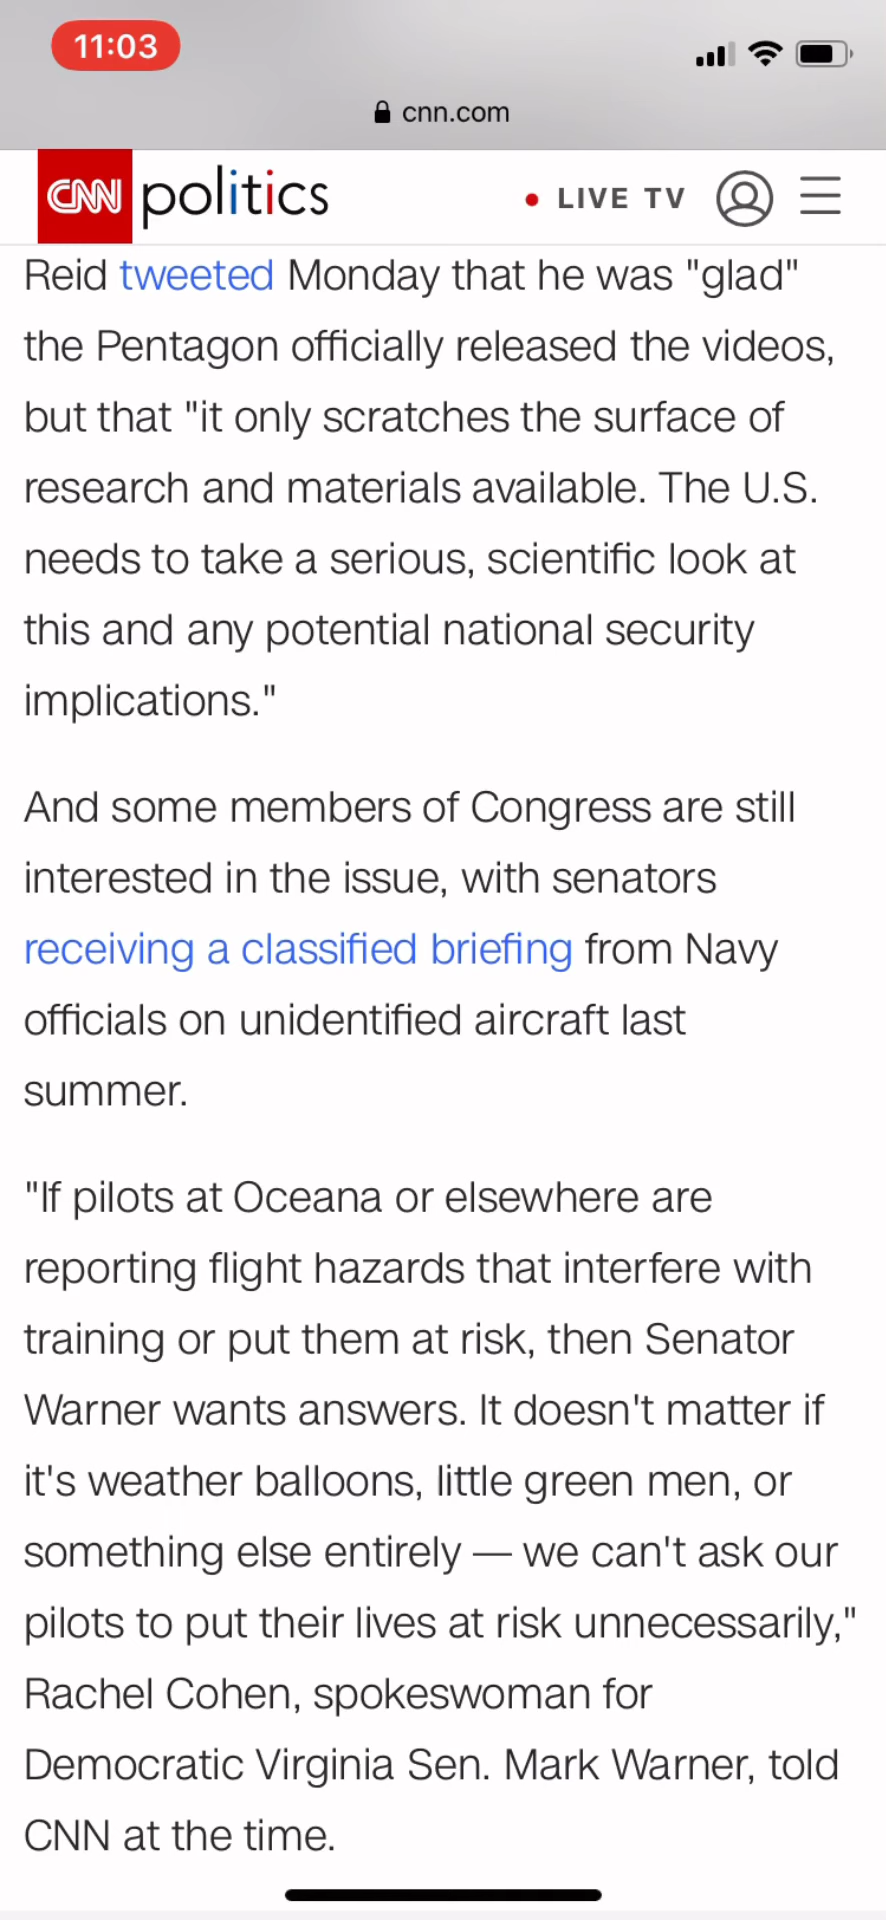 11:03
cnn.com
CNN politics
LIVE TV
Reid tweeted Monday that he was "glad"
the Pentagon officially released the videos,
but that "it only scratches the surface of
research and materials available. The U.S.
needs to take a serious, scientific look at
this and any potential national security
implications."
And some members of Congress are still
interested in the issue, with senators
receiving a classified briefing from Navy
officials on unidentified aircraft last
summer.
"If pilots at Oceana or elsewhere are
reporting flight hazards that interfere with
training or put them at risk, then Senator
Warner wants answers. It doesn't matter if
it's weather balloons, little green men, or
something else entirely — we can't ask our
pilots to put their lives at risk unnecessarily,"
Rachel Cohen, spokeswoman for
Democratic Virginia Sen. Mark Warner, told
CNN at the time.